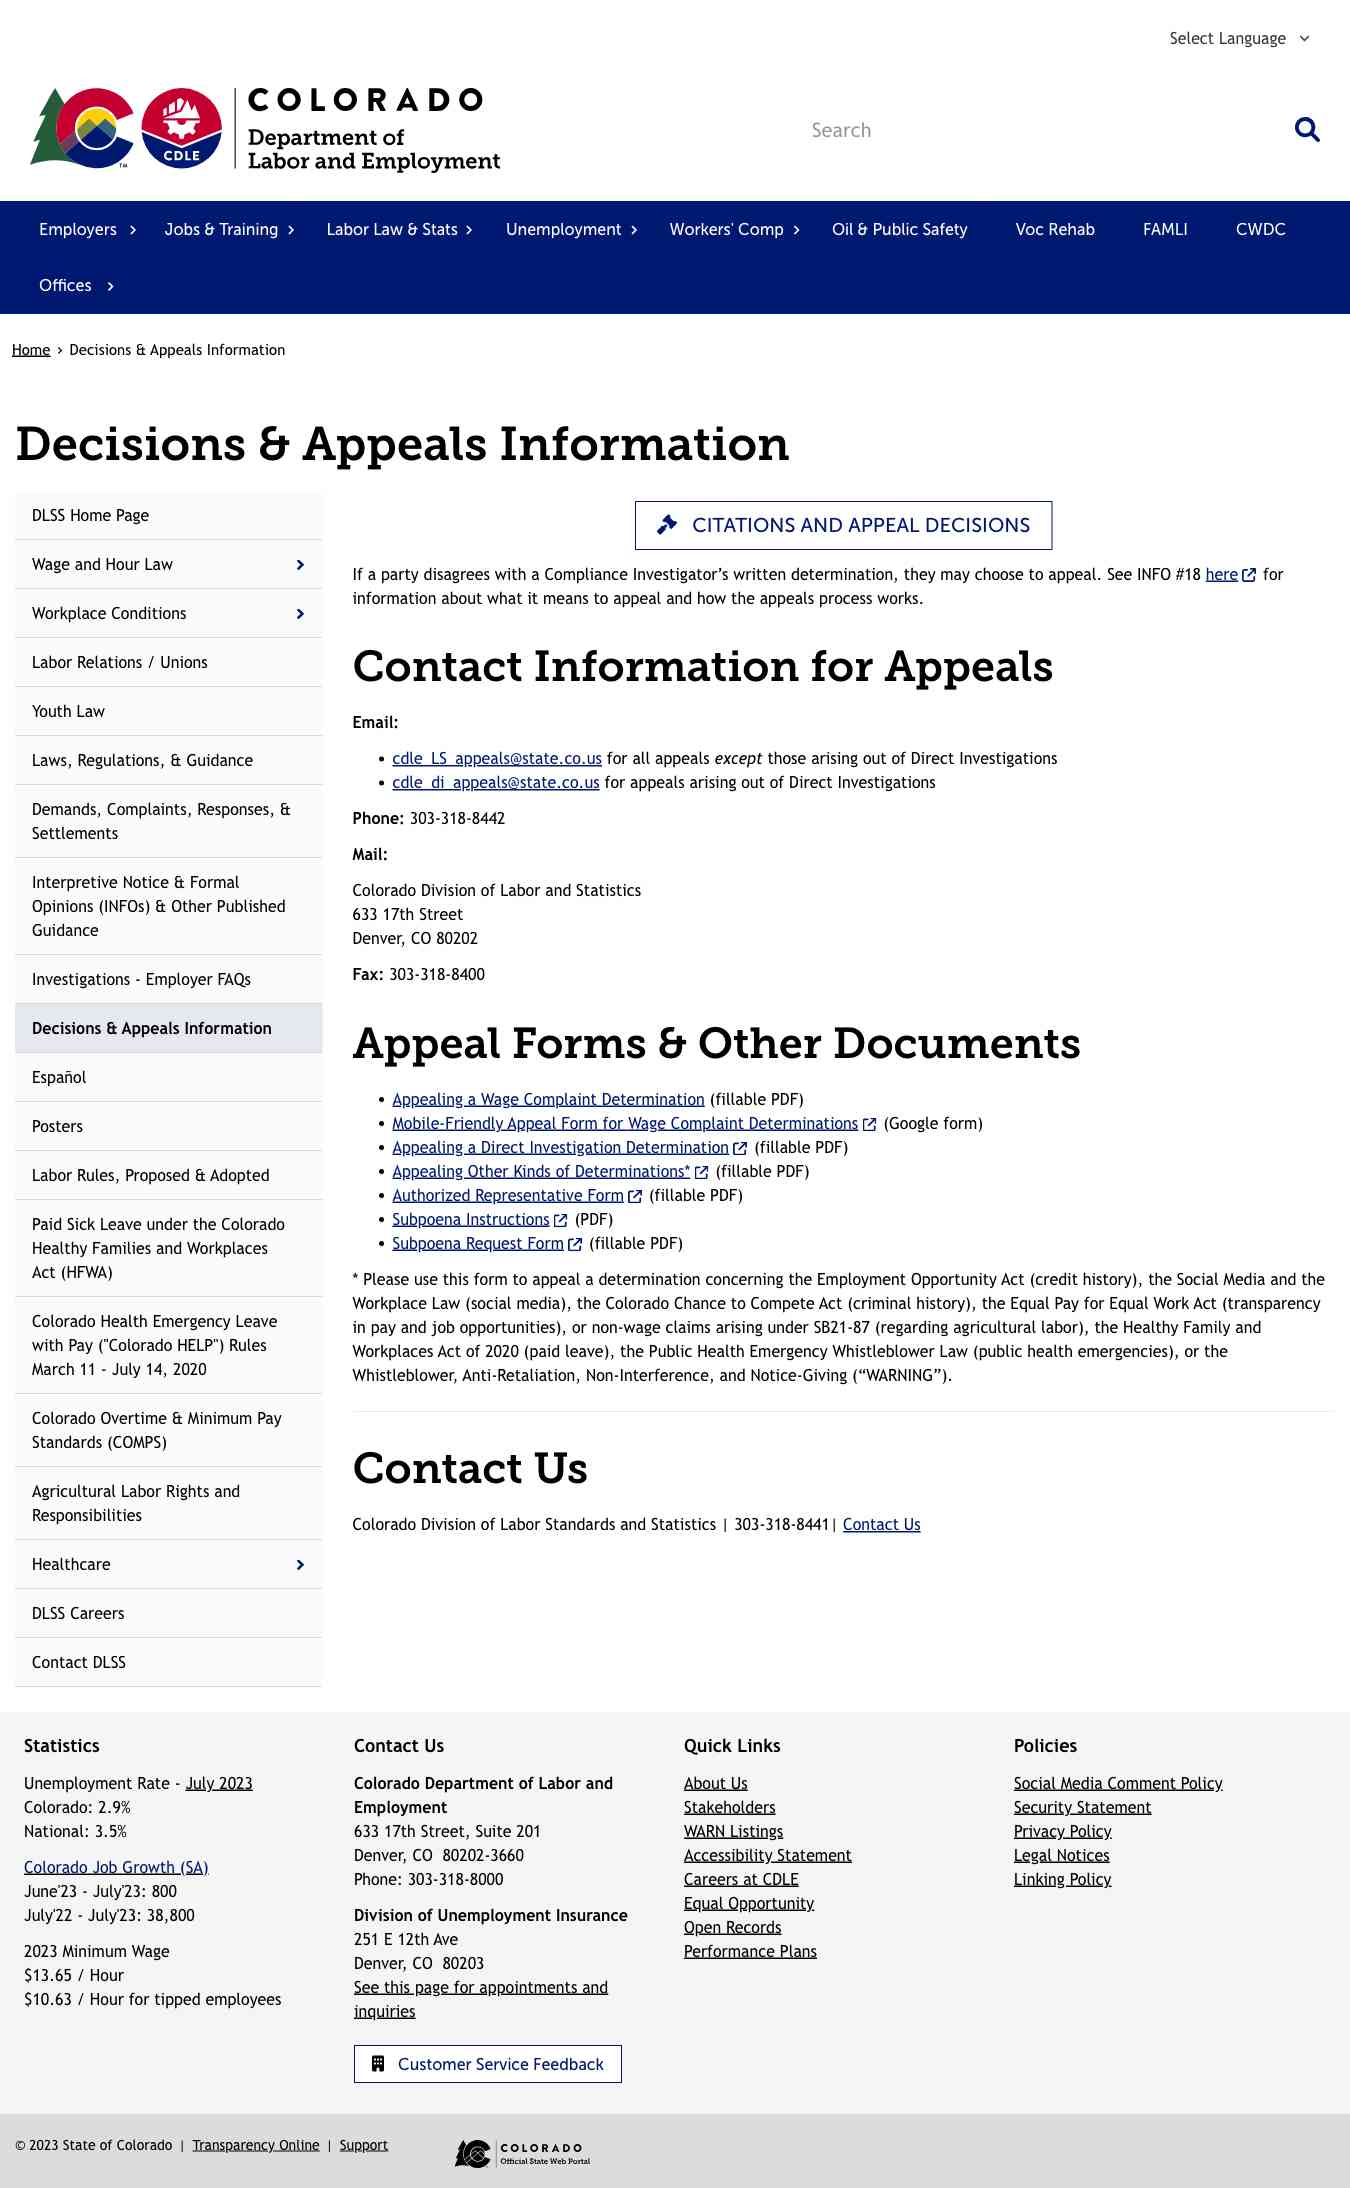 Select Language
COLORADO
Department of
Labor and Employment
CDLE
TM
Search
Employers
Jobs & Training
Labor Law & Stats
Unemployment
Workers' Comp
Oil & Public Safety
Voc Rehab
FAMLI
CWDC
Offices
Home › Decisions & Appeals Information
Decisions & Appeals Information
DLSS Home Page
Wage and Hour Law
Workplace Conditions
Labor Relations / Unions
Youth Law
Laws, Regulations, & Guidance
Demands, Complaints, Responses, &
Settlements
Interpretive Notice & Formal
Opinions (INFOs) & Other Published
Guidance
Investigations - Employer FAQs
Decisions & Appeals Information
Español
Posters
Labor Rules, Proposed & Adopted
Paid Sick Leave under the Colorado
Healthy Families and Workplaces
Act (HFWA)
Colorado Health Emergency Leave
with Pay ("Colorado HELP") Rules
March 11 - July 14, 2020
Colorado Overtime & Minimum Pay
Standards (COMPS)
Agricultural Labor Rights and
Responsibilities
Healthcare
DLSS Careers
Contact DLSS
CITATIONS AND APPEAL DECISIONS
If a party disagrees with a Compliance Investigator’s written determination, they may choose to appeal. See INFO #18 here for
information about what it means to appeal and how the appeals process works.
Contact Information for Appeals
Email:
• cdle_LS_appeals@state.co.us for all appeals except those arising out of Direct Investigations
• cdle_di_appeals@state.co.us for appeals arising out of Direct Investigations
Phone: 303-318-8442
Mail:
Colorado Division of Labor and Statistics
633 17th Street
Denver, CO 80202
Fax: 303-318-8400
Appeal Forms & Other Documents
• Appealing a Wage Complaint Determination (fillable PDF)
• Mobile-Friendly Appeal Form for Wage Complaint Determinations (Google form)
• Appealing a Direct Investigation Determination (fillable PDF)
• Appealing Other Kinds of Determinations* (fillable PDF)
• Authorized Representative Form (fillable PDF)
• Subpoena Instructions (PDF)
• Subpoena Request Form (fillable PDF)
* Please use this form to appeal a determination concerning the Employment Opportunity Act (credit history), the Social Media and the
Workplace Law (social media), the Colorado Chance to Compete Act (criminal history), the Equal Pay for Equal Work Act (transparency
in pay and job opportunities), or non-wage claims arising under SB21-87 (regarding agricultural labor), the Healthy Family and
Workplaces Act of 2020 (paid leave), the Public Health Emergency Whistleblower Law (public health emergencies), or the
Whistleblower, Anti-Retaliation, Non-Interference, and Notice-Giving (“WARNING”).
Contact Us
Colorado Division of Labor Standards and Statistics | 303-318-8441| Contact Us
Statistics
Unemployment Rate - July 2023
Colorado: 2.9%
National: 3.5%
Colorado Job Growth (SA)
June'23 - July'23: 800
July'22 - July'23: 38,800
2023 Minimum Wage
$13.65 / Hour
$10.63 / Hour for tipped employees
Contact Us
Colorado Department of Labor and
Employment
633 17th Street, Suite 201
Denver, CO 80202-3660
Phone: 303-318-8000
Division of Unemployment Insurance
251 E 12th Ave
Denver, CO 80203
See this page for appointments and
inquiries
Customer Service Feedback
Quick Links
About Us
Stakeholders
WARN Listings
Accessibility Statement
Careers at CDLE
Equal Opportunity
Open Records
Performance Plans
Policies
Social Media Comment Policy
Security Statement
Privacy Policy
Legal Notices
Linking Policy
© 2023 State of Colorado | Transparency Online | Support
COLORADO
Official State Web Portal